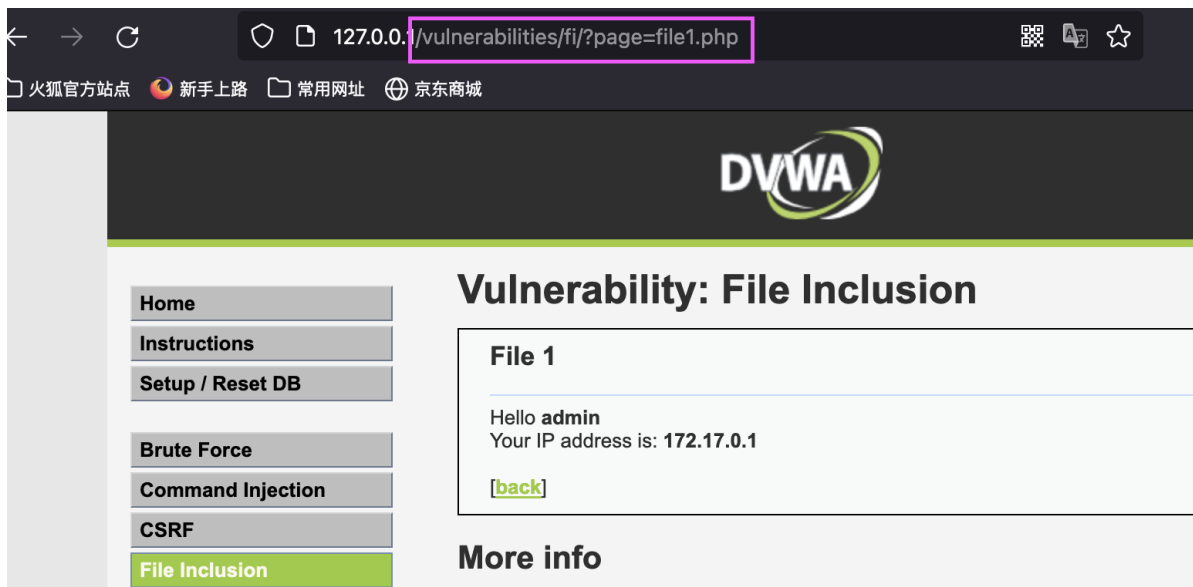 127.0.0.1/vulnerabilities/fi/?page=file1.php
火狐官方站点 新手上路 常用网址 京东商城
DVWA
Home
Instructions
Setup / Reset DB
Brute Force
Command Injection
CSRF
File Inclusion
Vulnerability: File Inclusion
File 1
Hello admin
Your IP address is: 172.17.0.1
[back]
More info